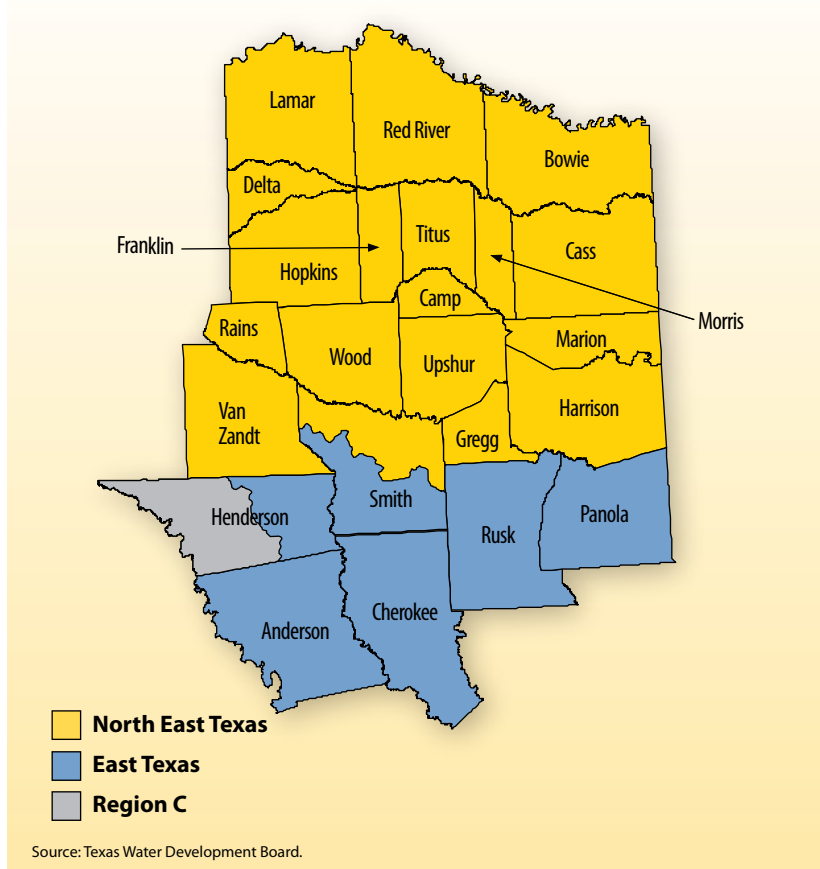 Lamar
Red River
Bowie
Delta
Franklin
Titus
Cass
Hopkins
Camp
Morris
Rains
Marion
Wood
Upshur
Van
Zandt
Harrison
Gregg
Smith
Henderson
Panola
Rusk
Cherokee
Anderson
North East Texas
East Texas
Region C
Source: Texas Water Development Board.